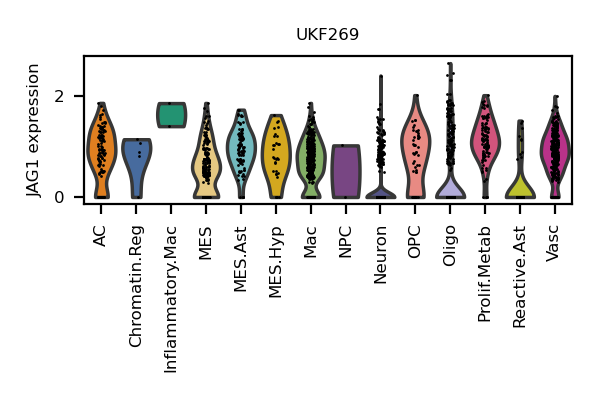 UKF269
JAG1 expression
2
0
AC
Chromatin.Reg
Inflammatory.Mac
MES
MES.Ast
MES.Hyp
Mac
NPC
Neuron
OPC
Oligo
Prolif.Metab
Reactive.Ast
Vasc